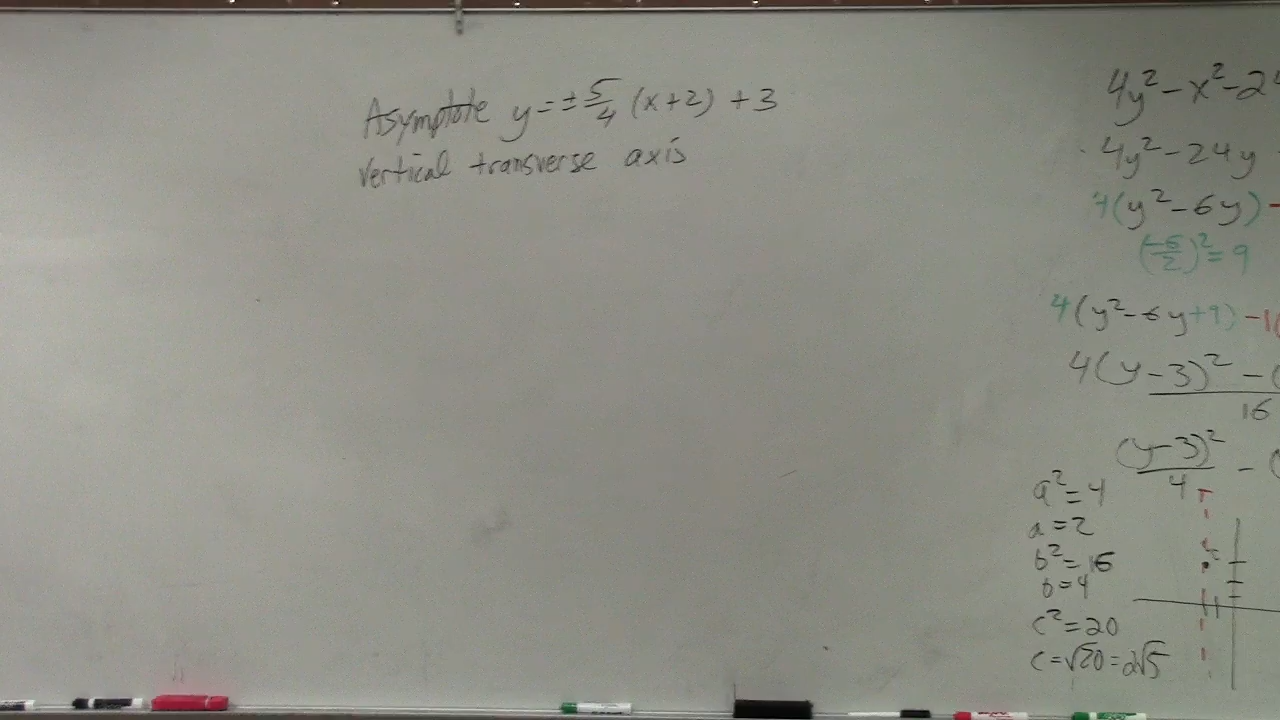 Asymptote y=±5/4 (x+2) +3
vertical transverse axis
4y²-x²-24
4y²-24y
4(y²-6y)-
(-6/2)²=9
4(y²-6y+9)-1(
4(y-3)²-(
16
(y-3)²/4 - (
a²=4
a=2
b²=16
b=4
c²=20
c=√20=2√5